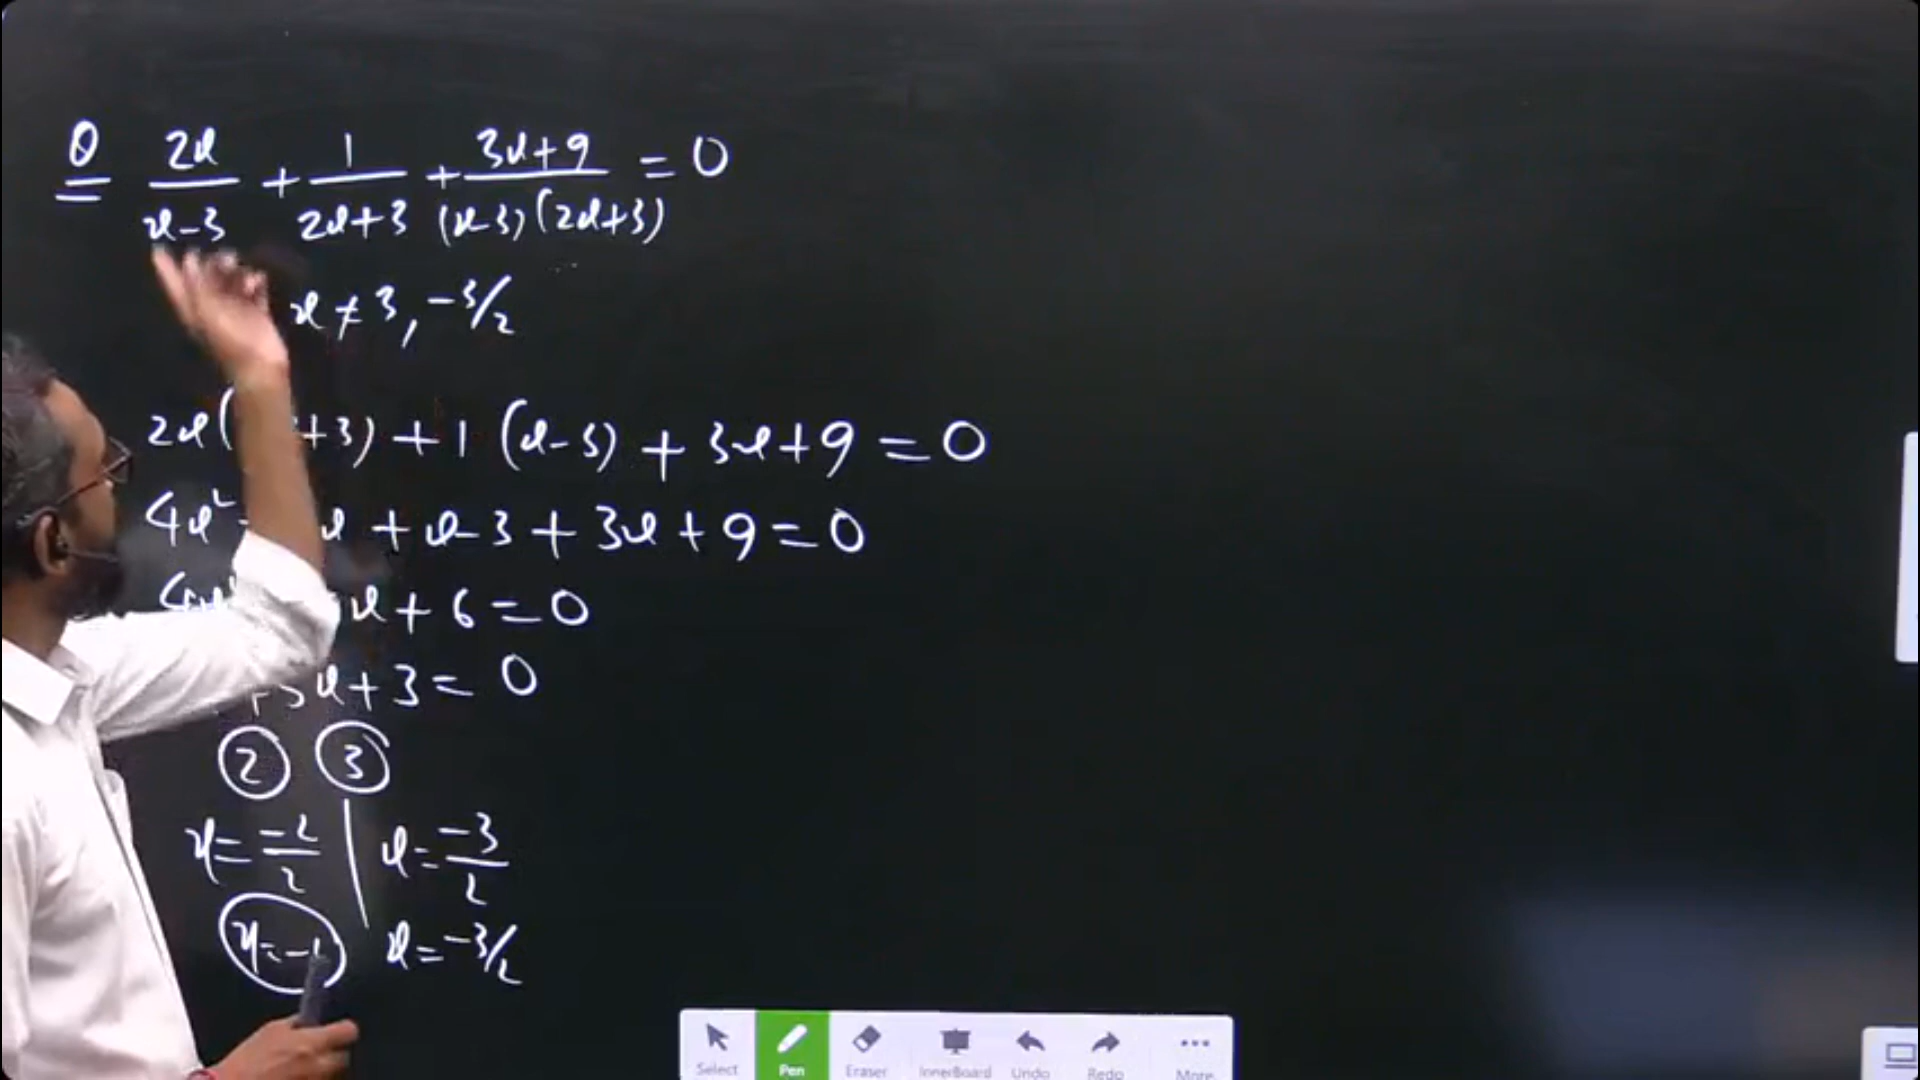 Q 2x/(x-3) + 1/(2x+3) + (3x+9)/((x-3)(2x+3)) = 0
x ≠ 3, -3/2
2x( +3) + 1 (x-3) + 3x+9 = 0
4x² x + x-3 + 3x + 9 = 0
4x x + 6 = 0
+5x+3 = 0
2 3
x = -2/2 | x = -3/2
x = -1 x = -3/2
Select Pen Eraser InnerBoard Undo Redo More